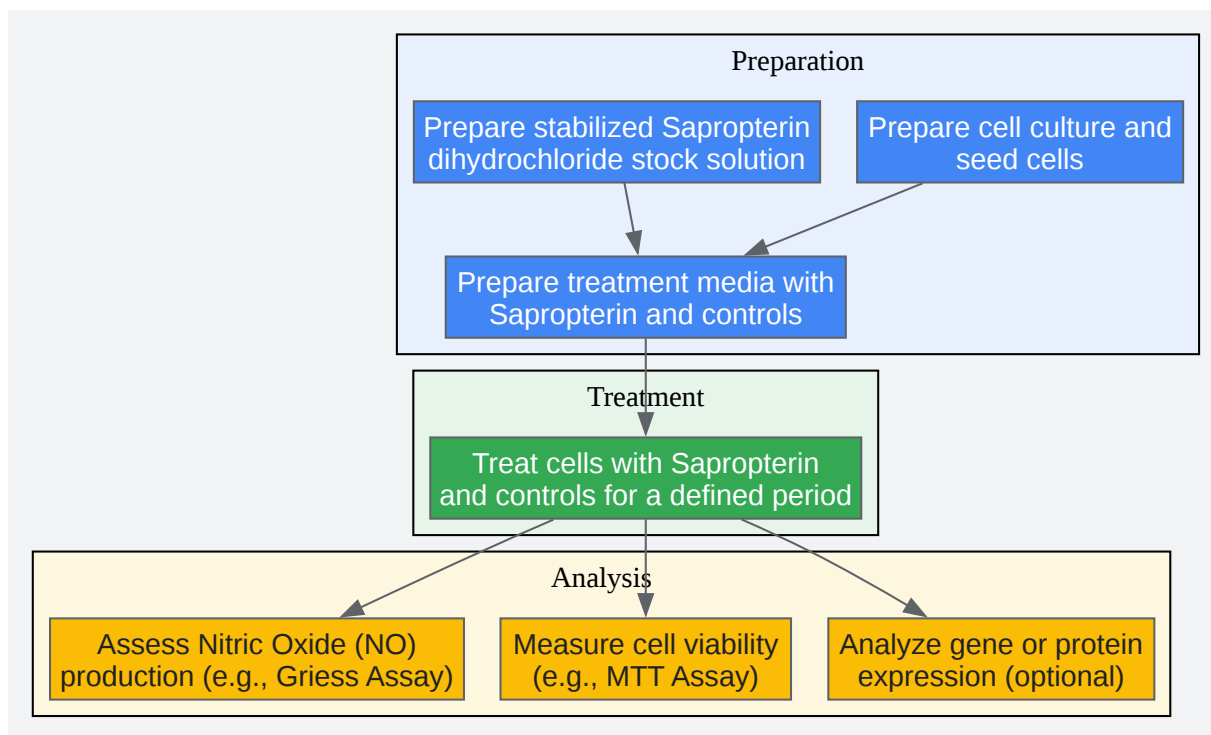 Preparation
Prepare stabilized Sapropterin
dihydrochloride stock solution
Prepare cell culture and
seed cells
Prepare treatment media with
Sapropterin and controls
Treatment
Treat cells with Sapropterin
and controls for a defined period
Analysis
Assess Nitric Oxide (NO)
production (e.g., Griess Assay)
Measure cell viability
(e.g., MTT Assay)
Analyze gene or protein
expression (optional)